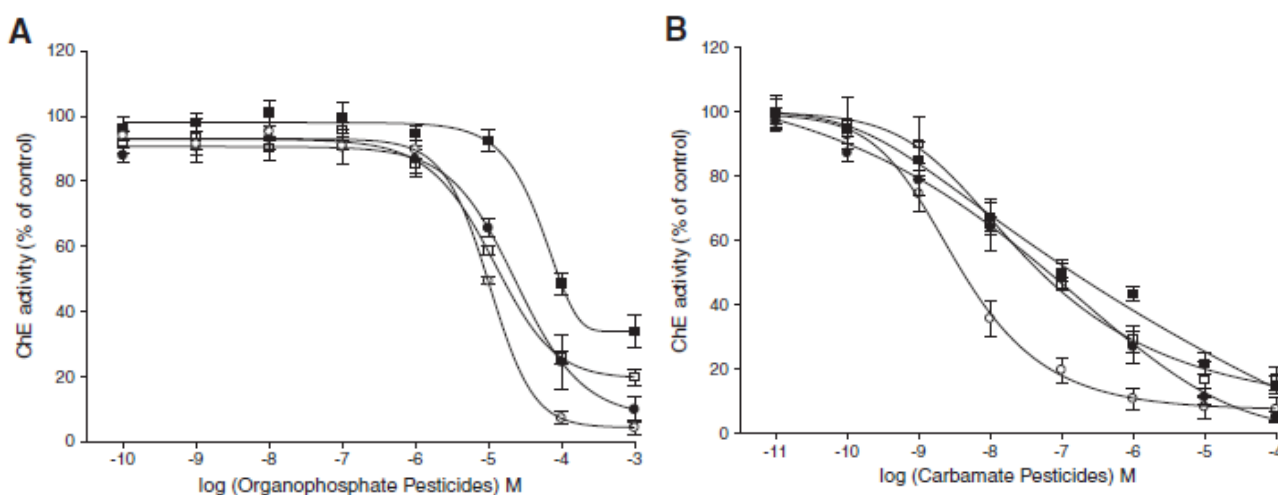 A
ChE activity (% of control)
120
100
80
60
40
20
0
-10 -9 -8 -7 -6 -5 -4 -3
log (Organophosphate Pesticides) M
B
ChE activity (% of control)
120
100
80
60
40
20
0
-11 -10 -9 -8 -7 -6 -5 -4
log (Carbamate Pesticides) M